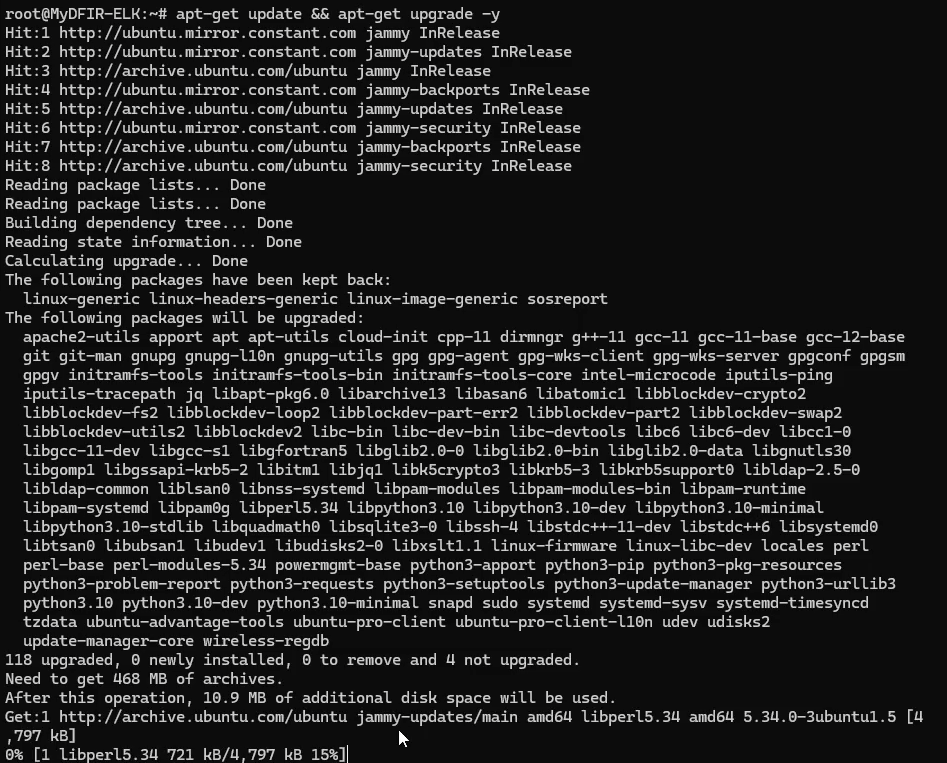 root@MyDFIR-ELK:~# apt-get update && apt-get upgrade -y
Hit:1 http://ubuntu.mirror.constant.com jammy InRelease
Hit:2 http://ubuntu.mirror.constant.com jammy-updates InRelease
Hit:3 http://archive.ubuntu.com/ubuntu jammy InRelease
Hit:4 http://ubuntu.mirror.constant.com jammy-backports InRelease
Hit:5 http://archive.ubuntu.com/ubuntu jammy-updates InRelease
Hit:6 http://ubuntu.mirror.constant.com jammy-security InRelease
Hit:7 http://archive.ubuntu.com/ubuntu jammy-backports InRelease
Hit:8 http://archive.ubuntu.com/ubuntu jammy-security InRelease
Reading package lists... Done
Reading package lists... Done
Building dependency tree... Done
Reading state information... Done
Calculating upgrade... Done
The following packages have been kept back:
  linux-generic linux-headers-generic linux-image-generic sosreport
The following packages will be upgraded:
  apache2-utils apport apt apt-utils cloud-init cpp-11 dirmngr g++-11 gcc-11 gcc-11-base gcc-12-base
  git git-man gnupg gnupg-l10n gnupg-utils gpg gpg-agent gpg-wks-client gpg-wks-server gpgconf gpgsm
  gpgv initramfs-tools initramfs-tools-bin initramfs-tools-core intel-microcode iputils-ping
  iputils-tracepath jq libapt-pkg6.0 libarchive13 libasan6 libatomic1 libblockdev-crypto2
  libblockdev-fs2 libblockdev-loop2 libblockdev-part-err2 libblockdev-part2 libblockdev-swap2
  libblockdev-utils2 libblockdev2 libc-bin libc-dev-bin libc-devtools libc6 libc6-dev libcc1-0
  libgcc-11-dev libgcc-s1 libgfortran5 libglib2.0-0 libglib2.0-bin libglib2.0-data libgnutls30
  libgomp1 libgssapi-krb5-2 libitm1 libjq1 libk5crypto3 libkrb5-3 libkrb5support0 libldap-2.5-0
  libldap-common liblsan0 libnss-systemd libpam-modules libpam-modules-bin libpam-runtime
  libpam-systemd libpam0g libperl5.34 libpython3.10 libpython3.10-dev libpython3.10-minimal
  libpython3.10-stdlib libquadmath0 libsqlite3-0 libssh-4 libstdc++-11-dev libstdc++6 libsystemd0
  libtsan0 libubsan1 libudev1 libudisks2-0 libxslt1.1 linux-firmware linux-libc-dev locales perl
  perl-base perl-modules-5.34 powermgmt-base python3-apport python3-pip python3-pkg-resources
  python3-problem-report python3-requests python3-setuptools python3-update-manager python3-urllib3
  python3.10 python3.10-dev python3.10-minimal snapd sudo systemd systemd-sysv systemd-timesyncd
  tzdata ubuntu-advantage-tools ubuntu-pro-client ubuntu-pro-client-l10n udev udisks2
  update-manager-core wireless-regdb
118 upgraded, 0 newly installed, 0 to remove and 4 not upgraded.
Need to get 468 MB of archives.
After this operation, 10.9 MB of additional disk space will be used.
Get:1 http://archive.ubuntu.com/ubuntu jammy-updates/main amd64 libperl5.34 amd64 5.34.0-3ubuntu1.5 [4
,797 kB]
0% [1 libperl5.34 721 kB/4,797 kB 15%]